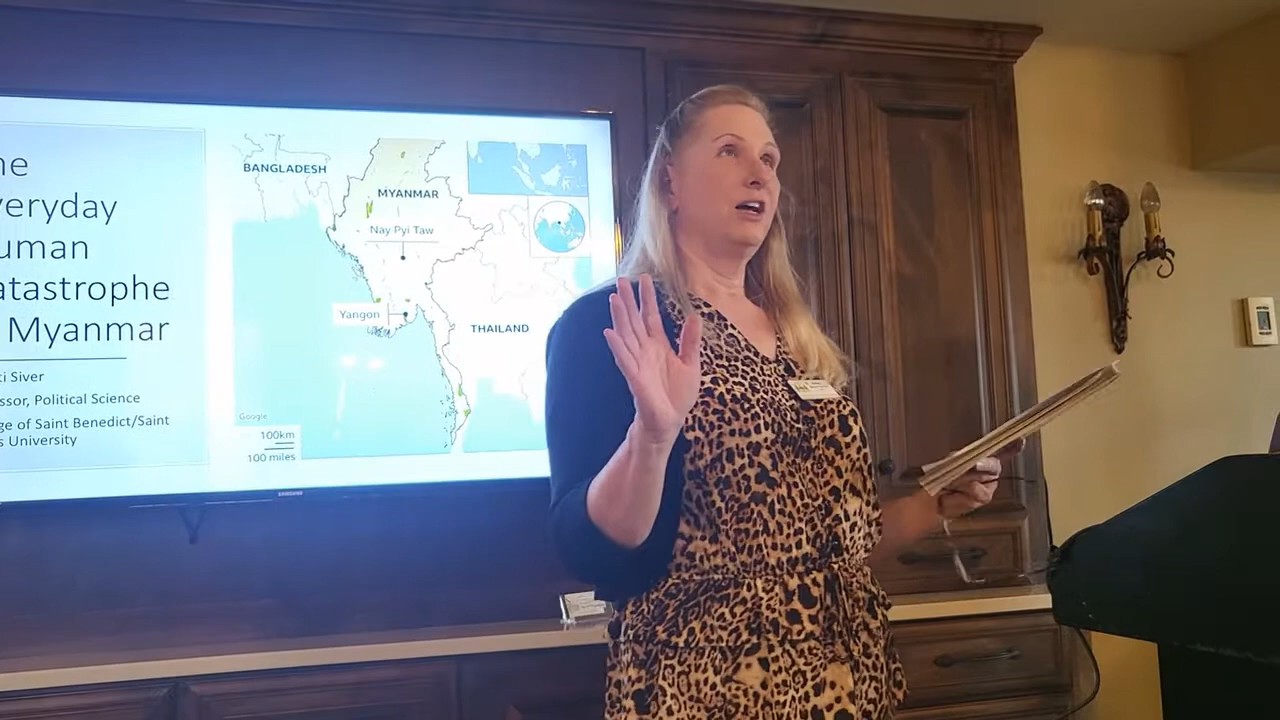 he
veryday
uman
atastrophe
Myanmar
ti Siver
ssor, Political Science
ge of Saint Benedict/Saint
s University
BANGLADESH
MYANMAR
Nay Pyi Taw
Yangon
THAILAND
Google
100km
100 miles
SAMSUNG